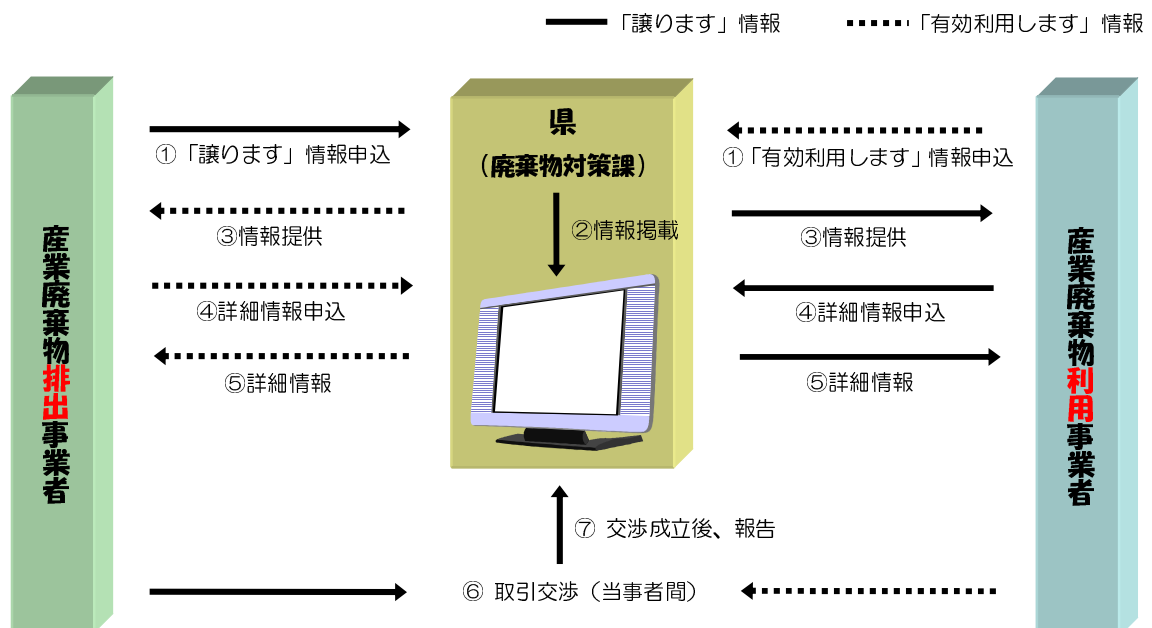 「譲ります」情報
「有効利用します」情報
産業廃棄物排出事業者
県
(廃棄物対策課)
産業廃棄物利用事業者
①「譲ります」情報申込
①「有効利用します」情報申込
②情報掲載
③情報提供
③情報提供
④詳細情報申込
④詳細情報申込
⑤詳細情報
⑤詳細情報
⑦ 交渉成立後、報告
⑥ 取引交渉（当事者間）